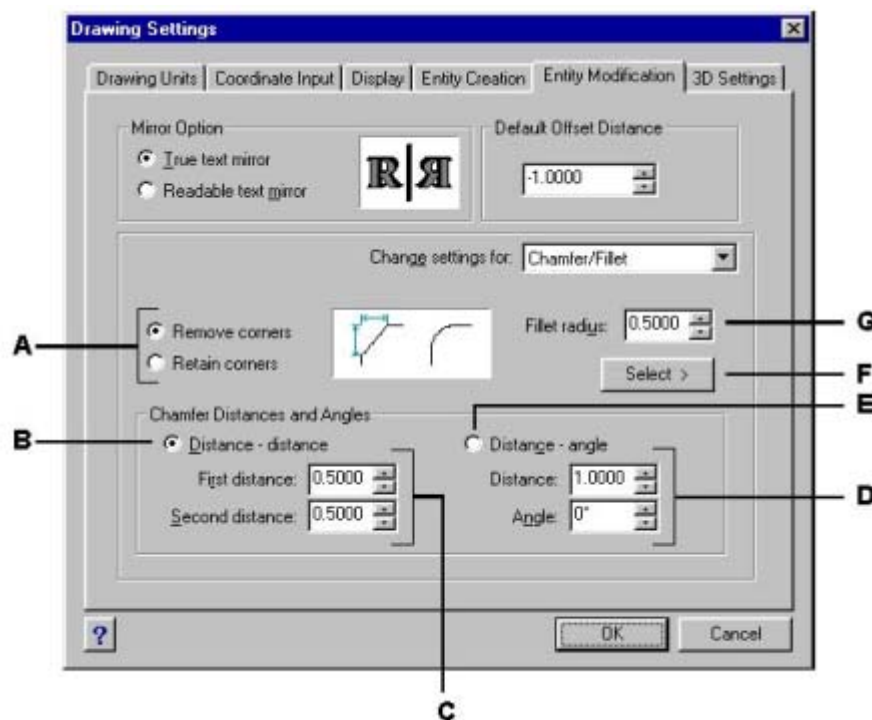 Drawing Settings
Drawing Units Coordinate Input Display Entity Creation Entity Modification 3D Settings
Mirror Option
True text mirror
Readable text mirror
R R
Default Offset Distance
-1.0000
Change settings for: Chamfer/Fillet
A
Remove corners
Retain corners
Fillet radius: 0.5000
G
Select >
F
E
Chamfer Distances and Angles
B
Distance - distance
First distance: 0.5000
Second distance: 0.5000
Distance - angle
Distance: 1.0000
Angle: 0°
D
?
OK
Cancel
C